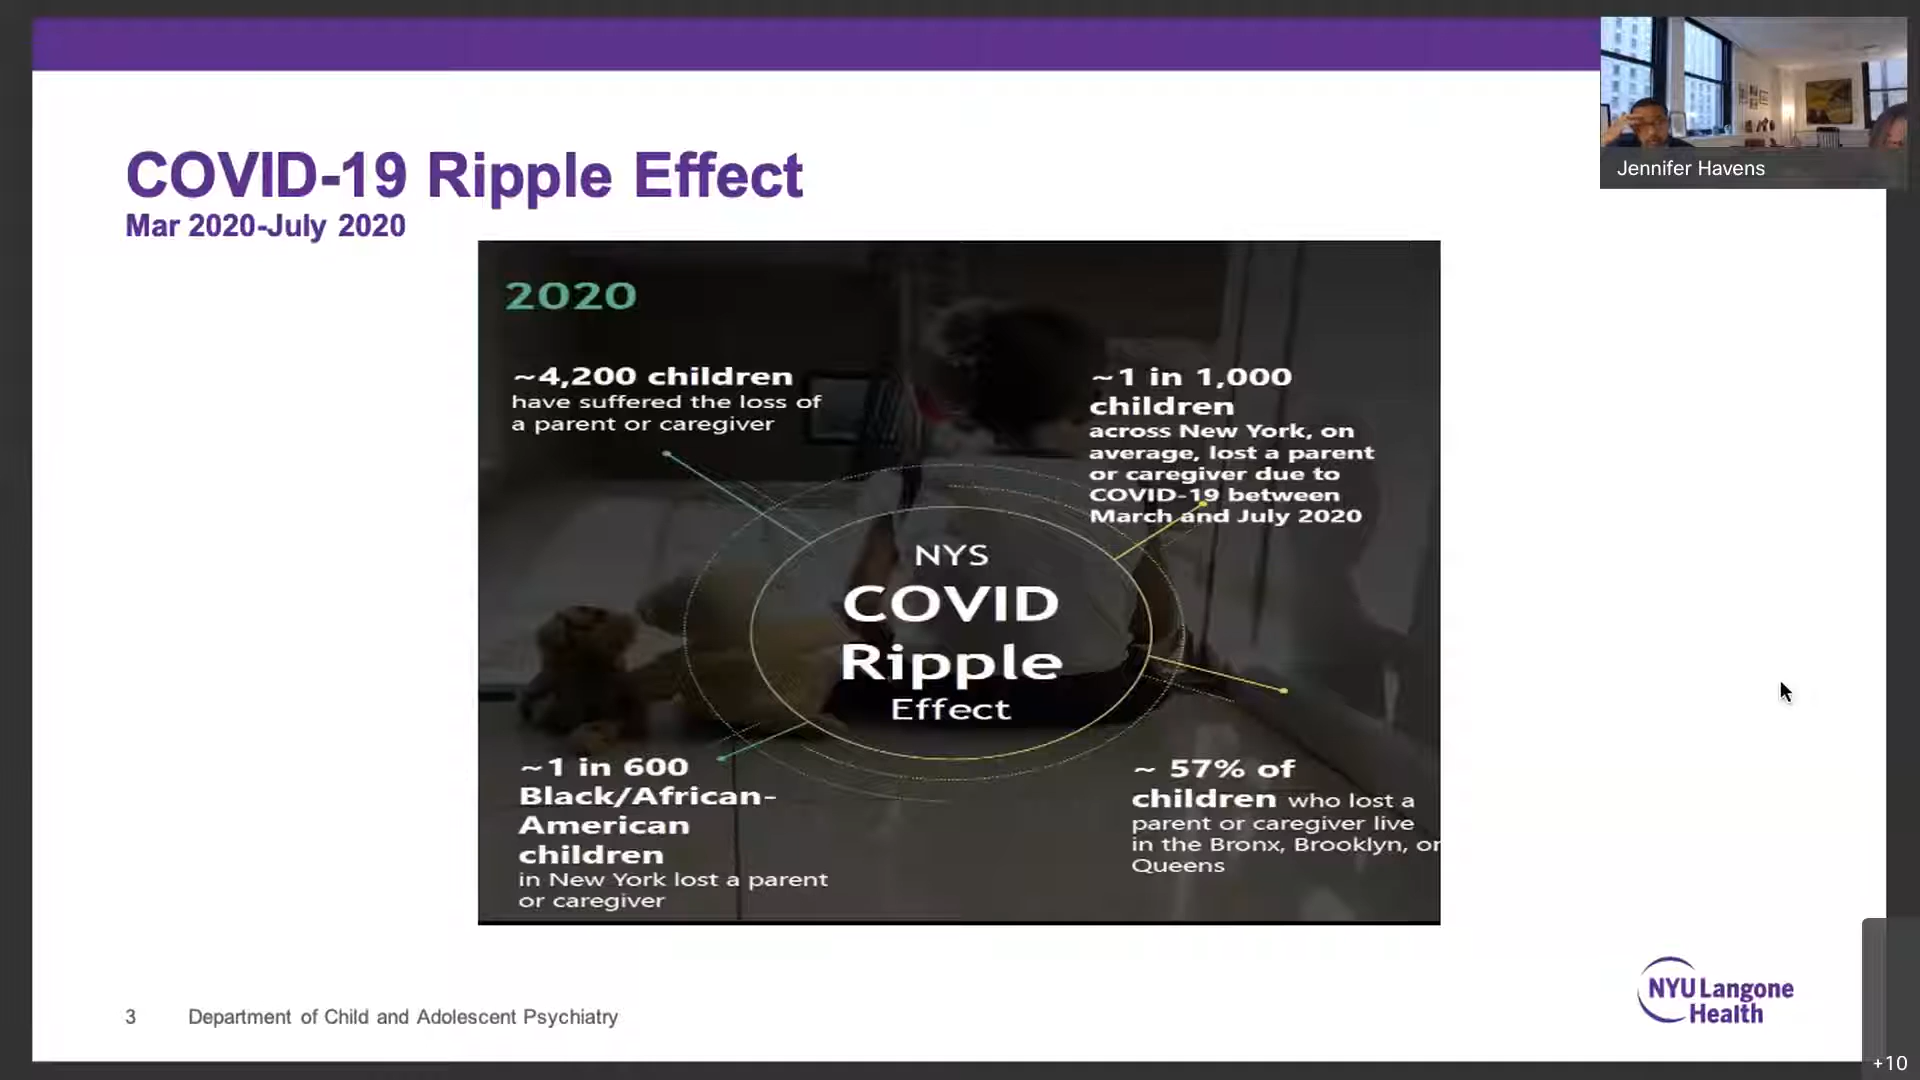 COVID-19 Ripple Effect
Mar 2020-July 2020
2020
~4,200 children
have suffered the loss of
a parent or caregiver
~1 in 1,000
children
across New York, on
average, lost a parent
or caregiver due to
COVID-19 between
March and July 2020
NYS
COVID
Ripple
Effect
~1 in 600
Black/African-
American
children
in New York lost a parent
or caregiver
~ 57% of
children who lost a
parent or caregiver live
in the Bronx, Brooklyn, or
Queens
3 Department of Child and Adolescent Psychiatry
NYU Langone
Health
Jennifer Havens
+10